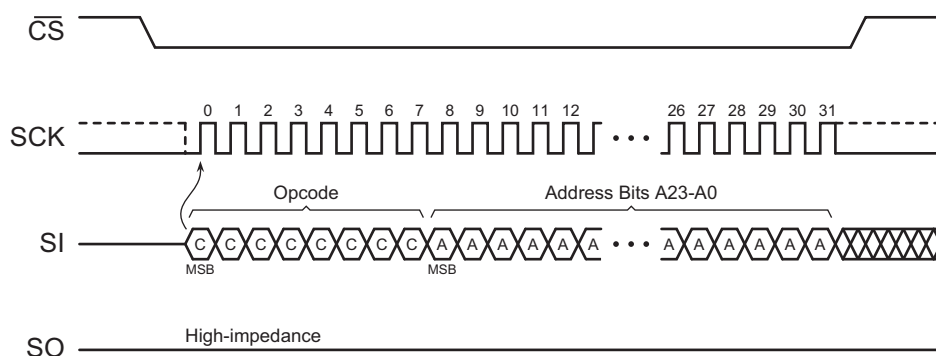 CS
0 1 2 3 4 5 6 7 8 9 10 11 12 26 27 28 29 30 31
SCK
Opcode Address Bits A23-A0
SI C C C C C C C C A A A A A A A A A A A A
MSB MSB
High-impedance
SO